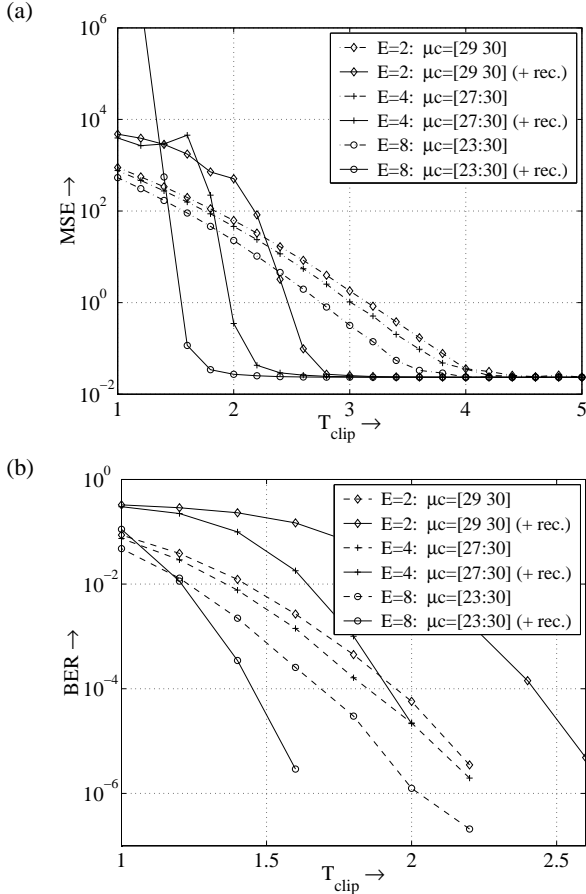 (a)
10^6
E=2: μc=[29 30]
E=2: μc=[29 30] (+ rec.)
E=4: μc=[27:30]
E=4: μc=[27:30] (+ rec.)
E=8: μc=[23:30]
E=8: μc=[23:30] (+ rec.)
10^4
MSE →
10^2
10^0
10^-2
1 2 3 4 5
T_clip →
(b)
10^0
E=2: μc=[29 30]
E=2: μc=[29 30] (+ rec.)
E=4: μc=[27:30]
E=4: μc=[27:30] (+ rec.)
E=8: μc=[23:30]
E=8: μc=[23:30] (+ rec.)
10^-2
BER →
10^-4
10^-6
1 1.5 2 2.5
T_clip →